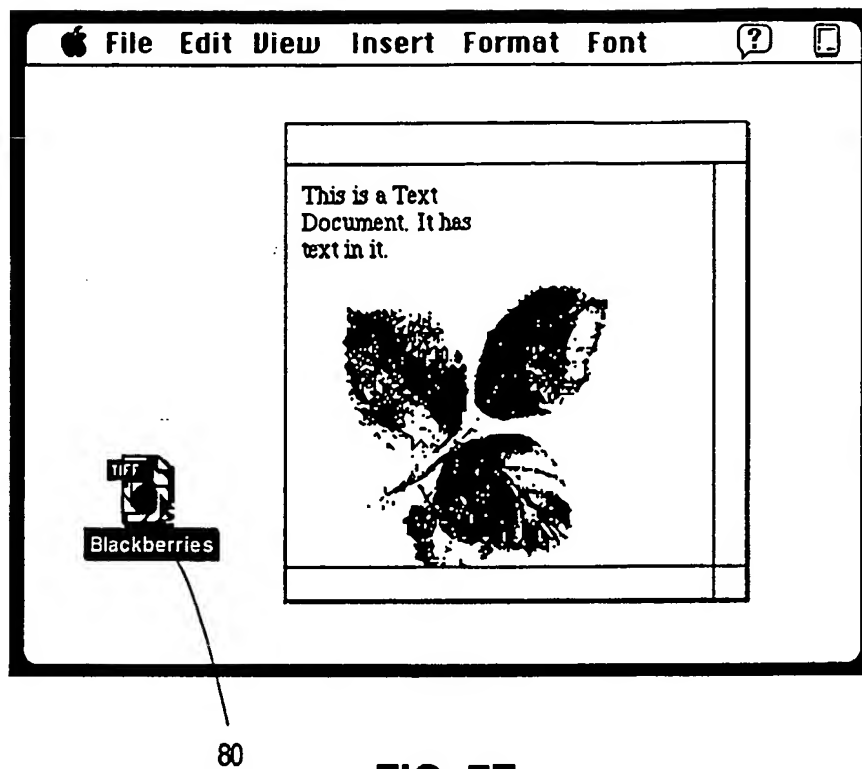 File Edit View Insert Format Font ?
This is a Text
Document. It has
text in it.
TIFF
Blackberries
80